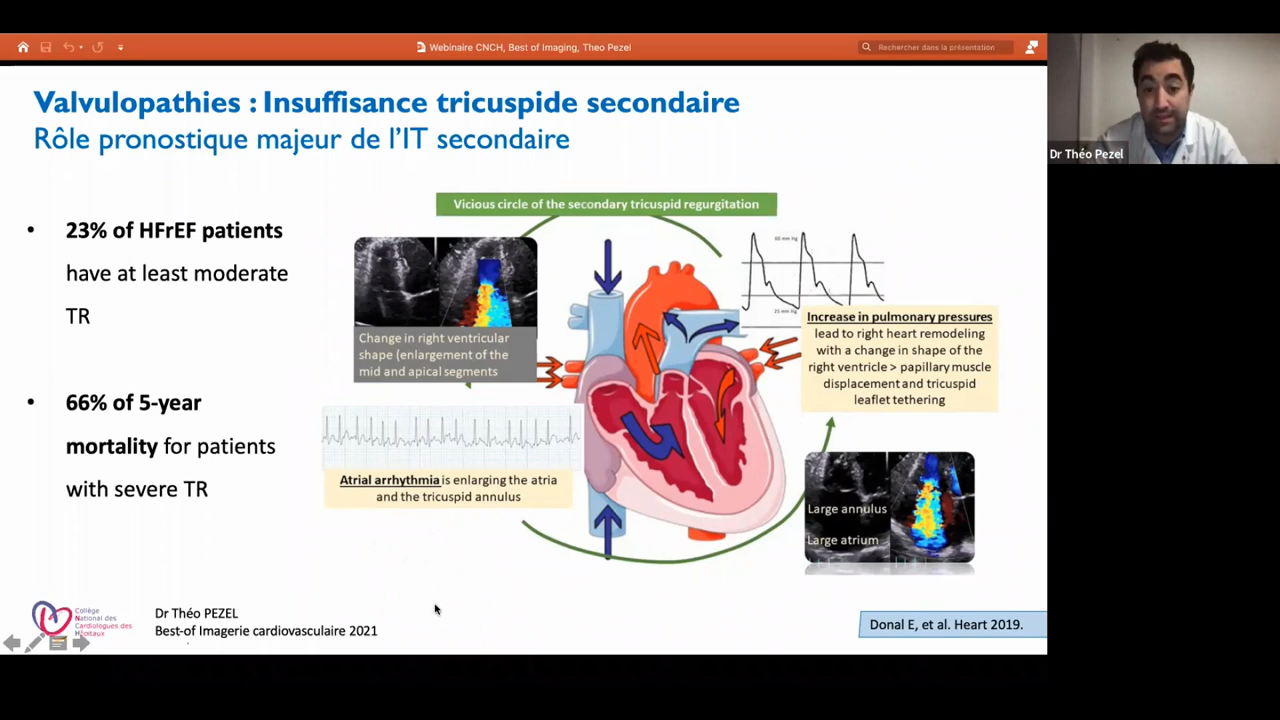 Webinaire CNCH, Best of Imaging, Theo Pezel
Rechercher dans la présentation
Valvulopathies : Insuffisance tricuspide secondaire
Rôle pronostique majeur de l'IT secondaire
Dr Théo Pezel
• 23% of HFrEF patients
have at least moderate
TR
• 66% of 5-year
mortality for patients
with severe TR
Vicious circle of the secondary tricuspid regurgitation
Change in right ventricular
shape (enlargement of the
mid and apical segments
60 mm Hg
25 mm Hg
Increase in pulmonary pressures
lead to right heart remodeling
with a change in shape of the
right ventricle > papillary muscle
displacement and tricuspid
leaflet tethering
Atrial arrhythmia is enlarging the atria
and the tricuspid annulus
Large annulus
Large atrium
Collège
National des
Cardiologues des
Hôpitaux
Dr Théo PEZEL
Best-of Imagerie cardiovasculaire 2021
Donal E, et al. Heart 2019.